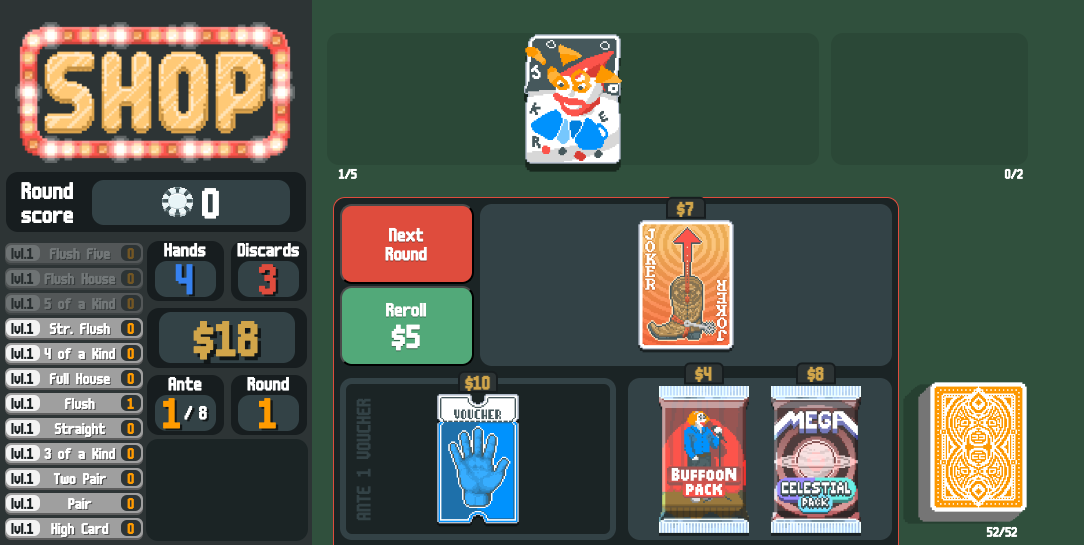 SHOP
Round
score
0
lvl.1 Flush Five 0
lvl.1 Flush House 0
lvl.1 5 of a Kind 0
lvl.1 Str. Flush 0
lvl.1 4 of a Kind 0
lvl.1 Full House 0
lvl.1 Flush 1
lvl.1 Straight 0
lvl.1 3 of a Kind 0
lvl.1 Two Pair 0
lvl.1 Pair 0
lvl.1 High Card 0
Hands
4
Discards
3
$18
Ante
1 / 8
Round
1
J
O
K
E
R
1/5
0/2
Next
Round
Reroll
$5
$7
JOKER
JOKER
ANTE 1 VOUCHER
$10
VOUCHER
$4
BUFFOON
PACK
$8
MEGA
CELESTIAL
PACK
52/52